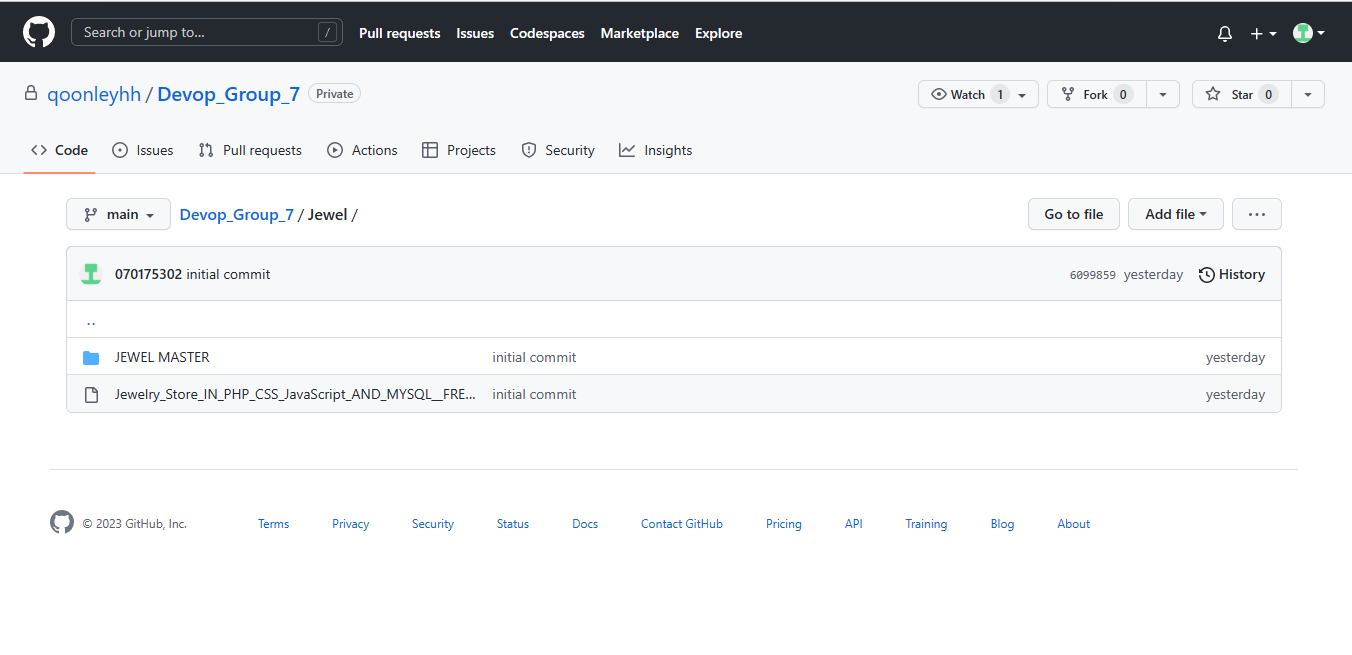 Search or jump to... / Pull requests Issues Codespaces Marketplace Explore
qoonleyhh / Devop_Group_7 Private Watch 1 Fork 0 Star 0
Code Issues Pull requests Actions Projects Security Insights
main Devop_Group_7 / Jewel / Go to file Add file ...
070175302 initial commit 6099859 yesterday History
..
JEWEL MASTER initial commit yesterday
Jewelry_Store_IN_PHP_CSS_JavaScript_AND_MYSQL__FRE... initial commit yesterday
© 2023 GitHub, Inc. Terms Privacy Security Status Docs Contact GitHub Pricing API Training Blog About